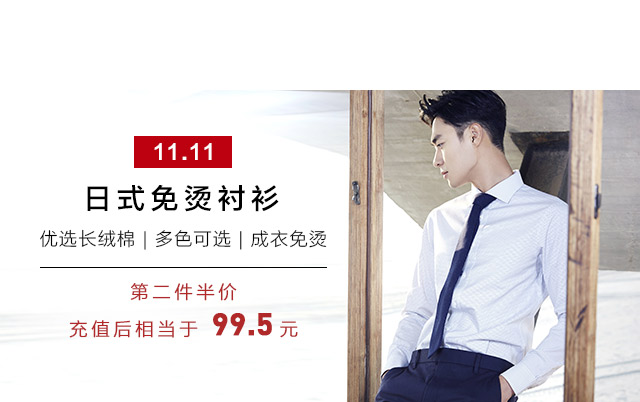 11.11
日式免烫衬衫
优选长绒棉 | 多色可选 | 成衣免烫
第二件半价
充值后相当于 99.5 元